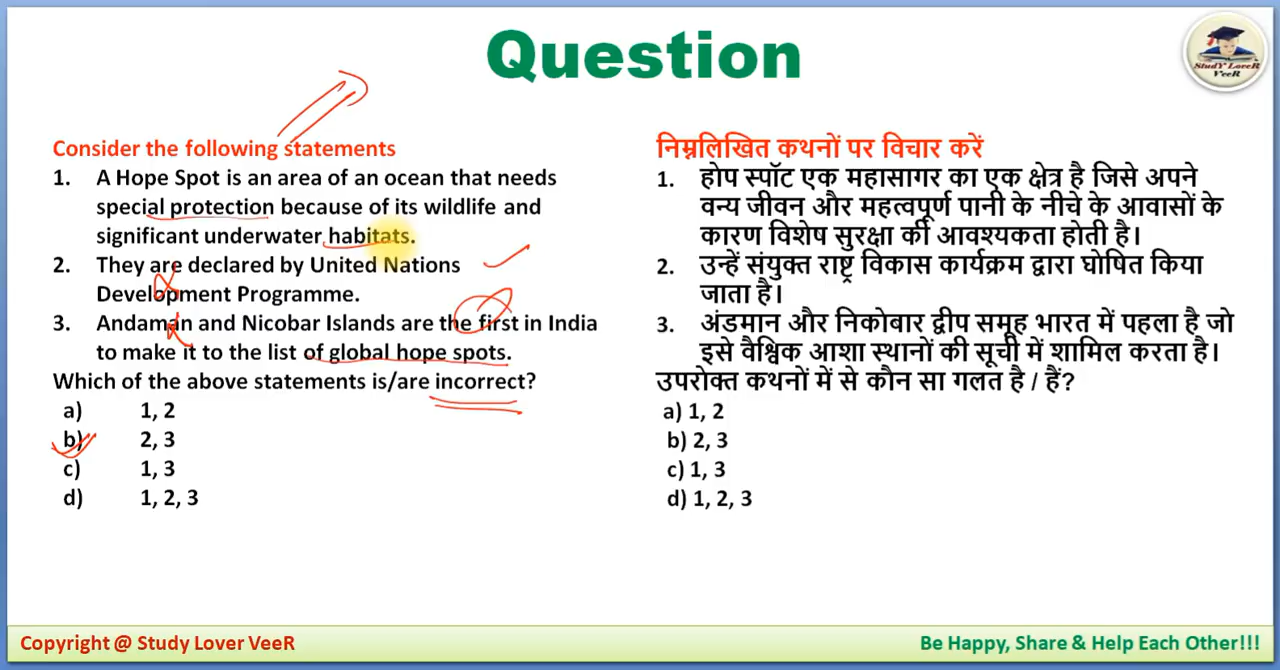 Question
StudY LoveR
VeeR
Consider the following statements
1. A Hope Spot is an area of an ocean that needs
special protection because of its wildlife and
significant underwater habitats.
2. They are declared by United Nations
Development Programme.
3. Andaman and Nicobar Islands are the first in India
to make it to the list of global hope spots.
Which of the above statements is/are incorrect?
a) 1, 2
b) 2, 3
c) 1, 3
d) 1, 2, 3
निम्नलिखित कथनों पर विचार करें
1. होप स्पॉट एक महासागर का एक क्षेत्र है जिसे अपने
वन्य जीवन और महत्वपूर्ण पानी के नीचे के आवासों के
कारण विशेष सुरक्षा की आवश्यकता होती है।
2. उन्हें संयुक्त राष्ट्र विकास कार्यक्रम द्वारा घोषित किया
जाता है।
3. अंडमान और निकोबार द्वीप समूह भारत में पहला है जो
इसे वैश्विक आशा स्थानों की सूची में शामिल करता है।
उपरोक्त कथनों में से कौन सा गलत है / हैं?
a) 1, 2
b) 2, 3
c) 1, 3
d) 1, 2, 3
Copyright @ Study Lover VeeR
Be Happy, Share & Help Each Other!!!